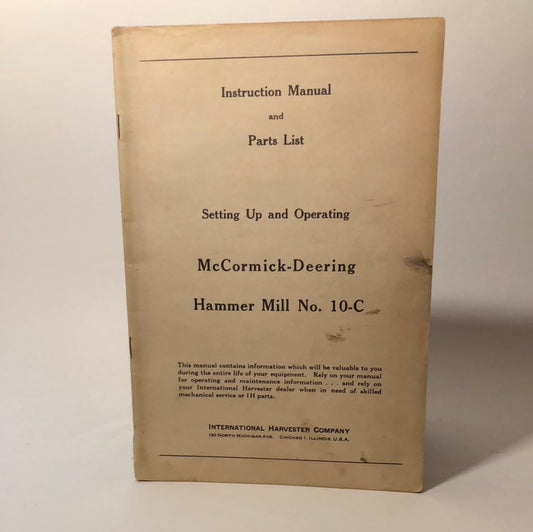 Instruction Manual
and
Parts List
Setting Up and Operating
McCormick-Deering
Hammer Mill No. 10-C
This manual contains information which will be valuable to you
during the entire life of your equipment. Rely on your manual
for operating and maintenance information . . . and rely on
your International Harvester dealer when in need of skilled
mechanical service or IH parts.
INTERNATIONAL HARVESTER COMPANY
180 NORTH MICHIGAN AVE. CHICAGO 1, ILLINOIS, U.S.A.